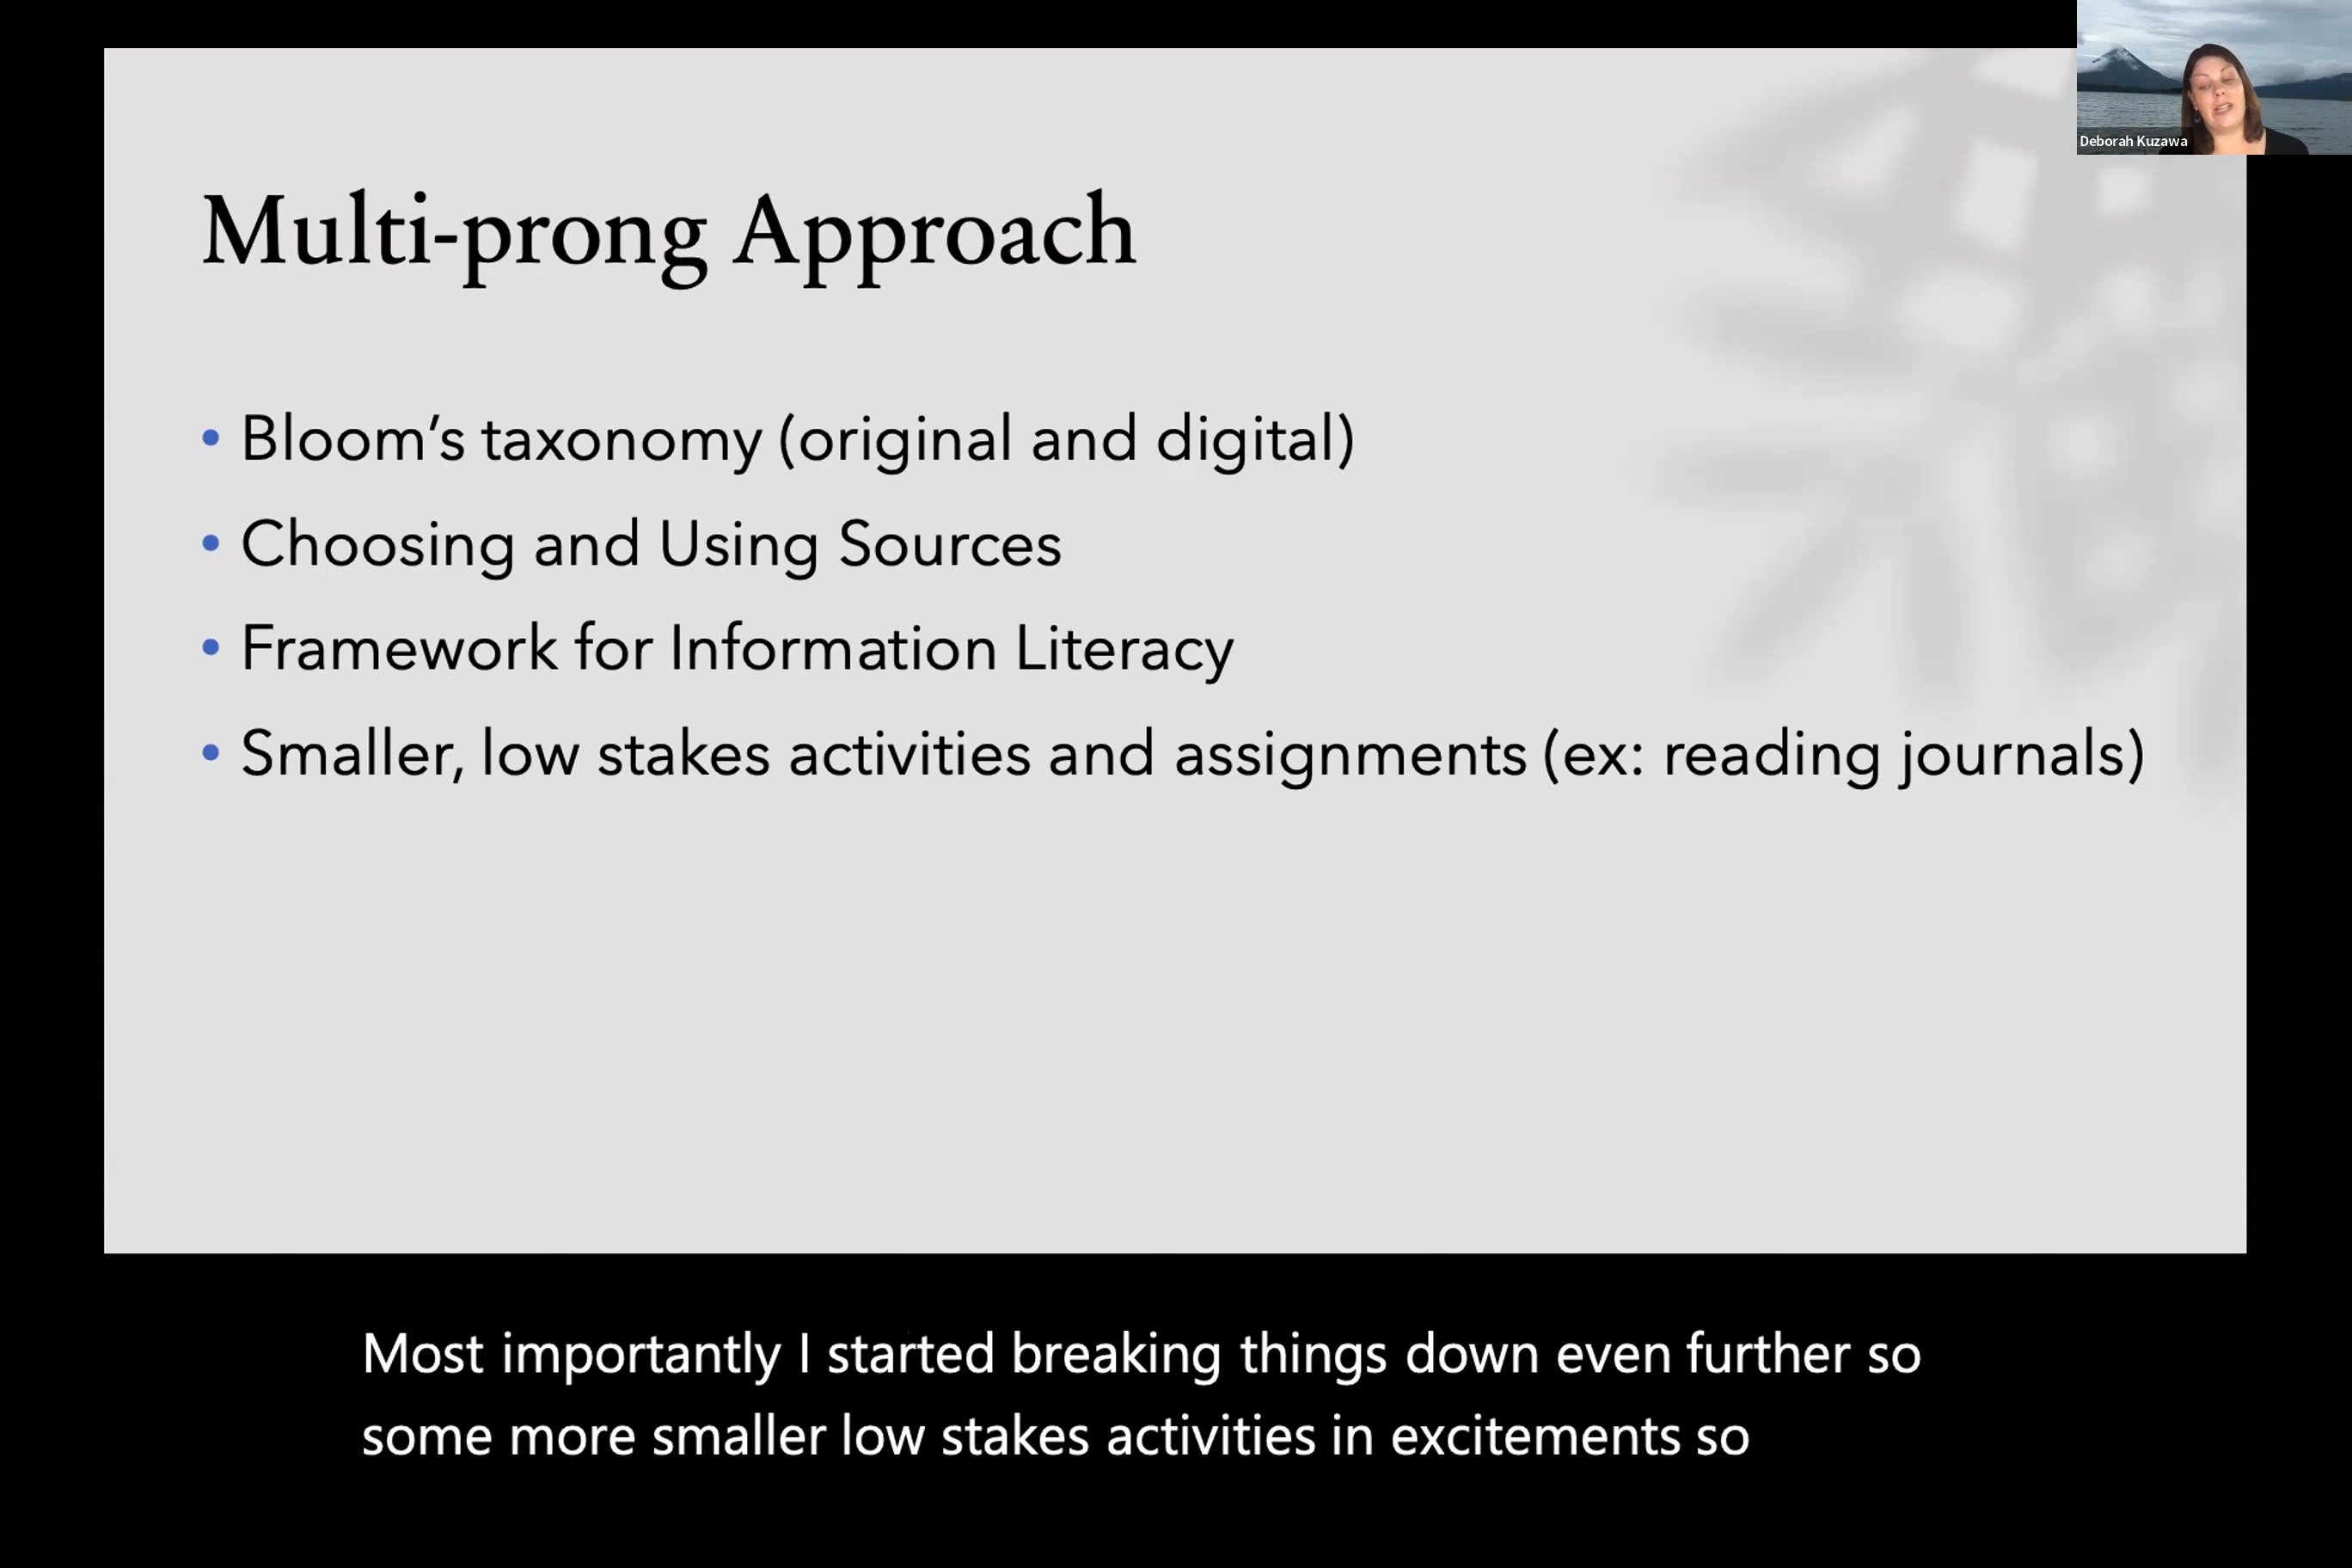 Deborah Kuzawa
Multi-prong Approach
• Bloom’s taxonomy (original and digital)
• Choosing and Using Sources
• Framework for Information Literacy
• Smaller, low stakes activities and assignments (ex: reading journals)
Most importantly I started breaking things down even further so
some more smaller low stakes activities in excitements so